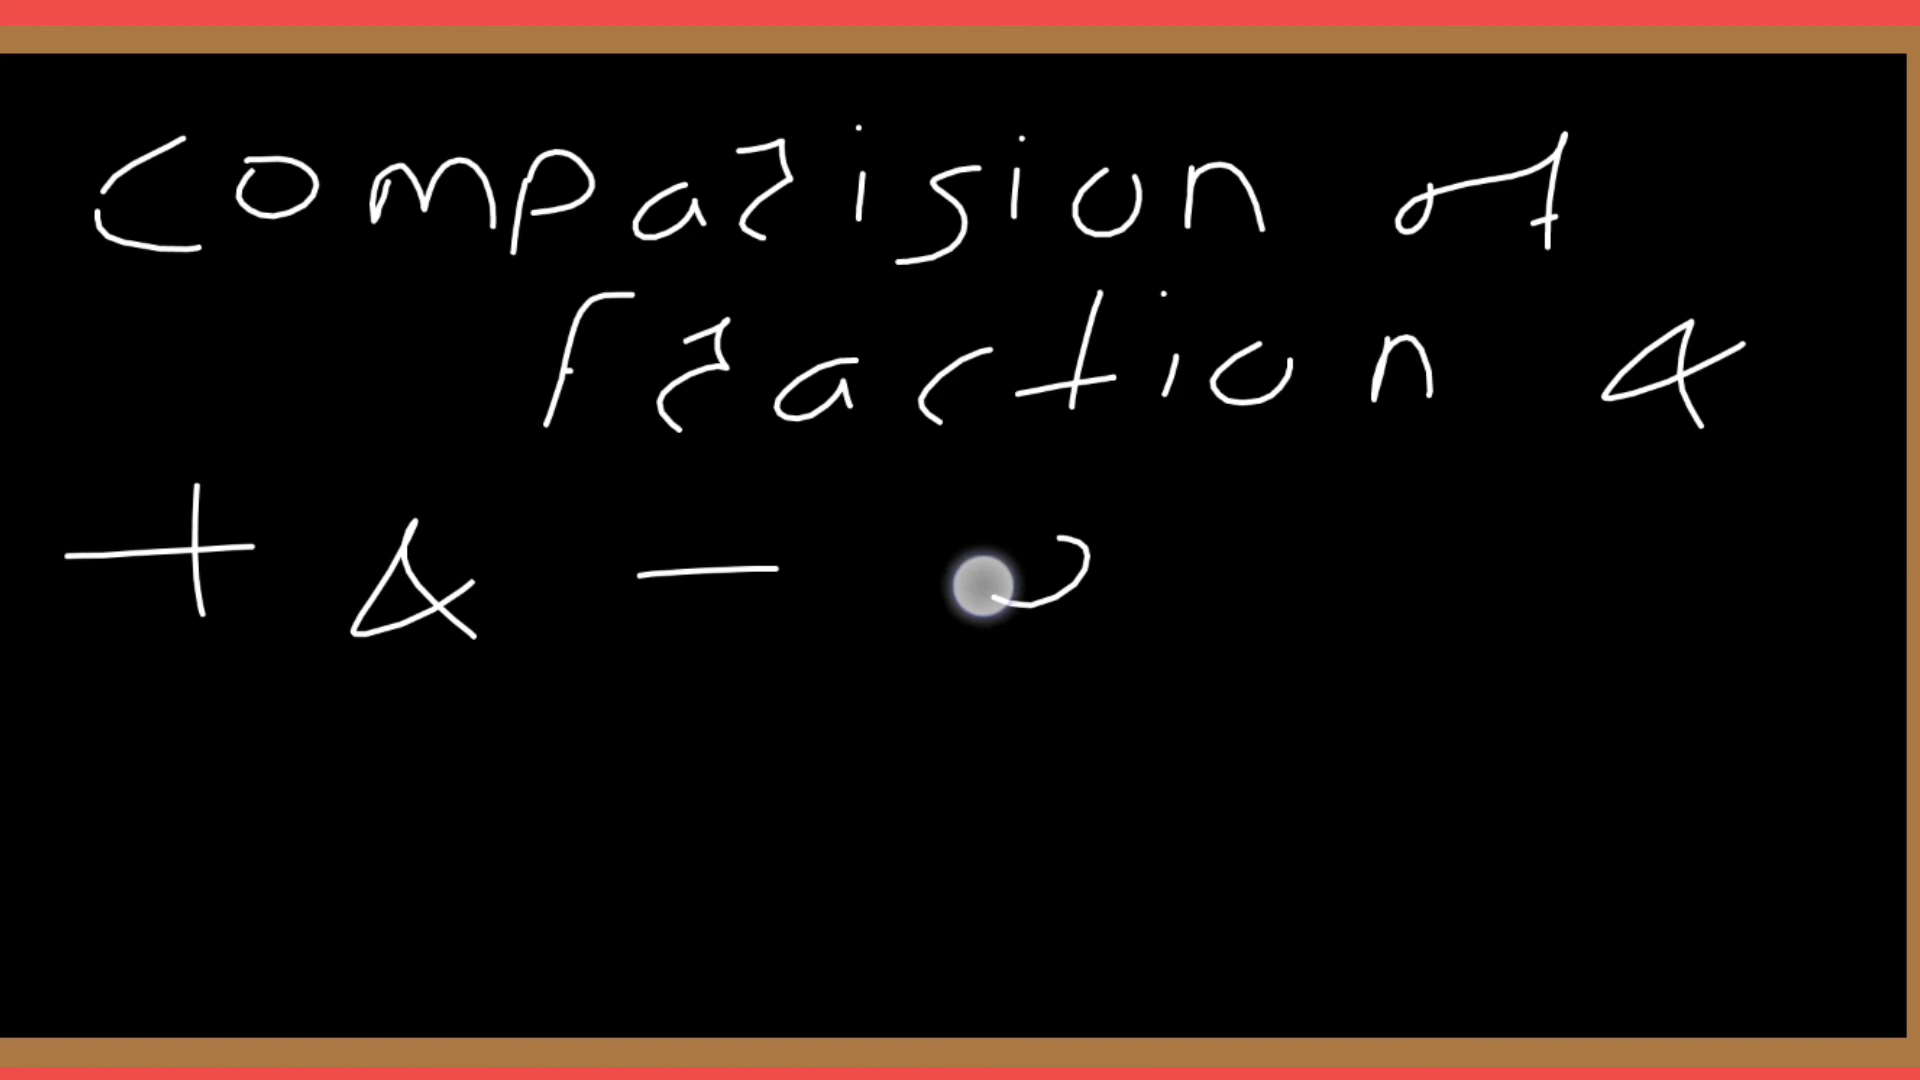 Comparision of
fraction &
+ & -